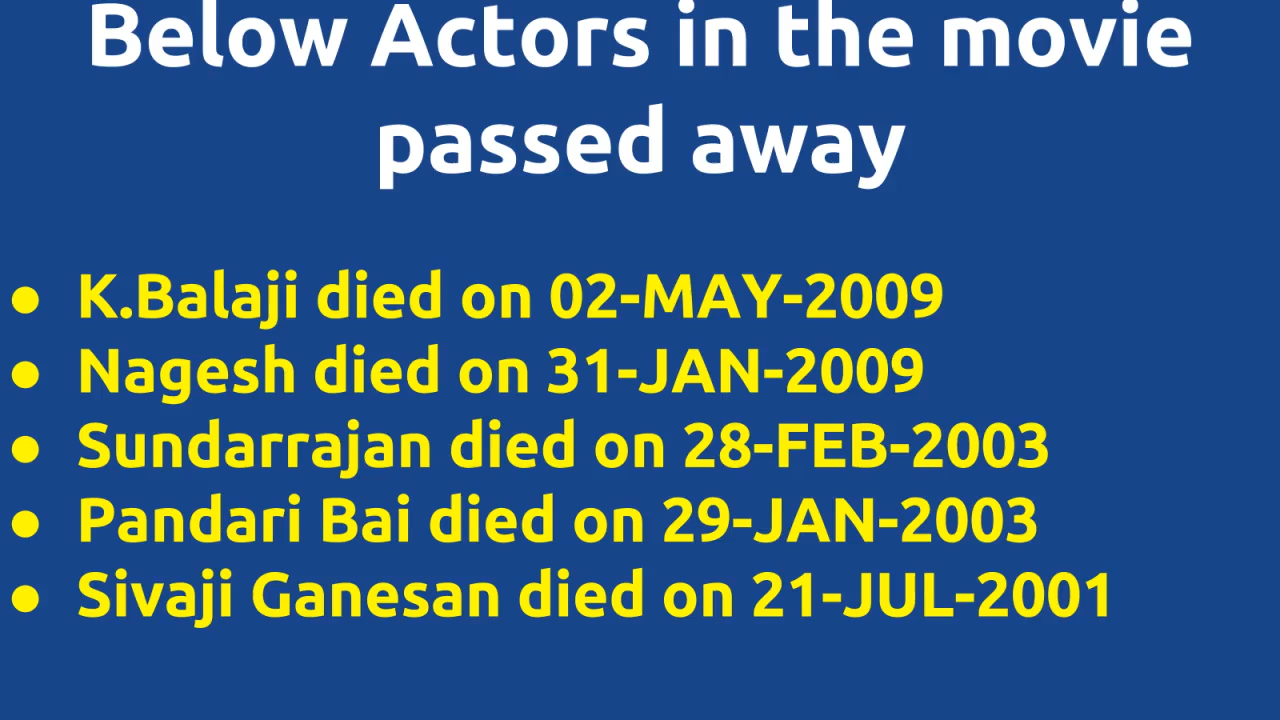 Below Actors in the movie
passed away
● K.Balaji died on 02-MAY-2009
● Nagesh died on 31-JAN-2009
● Sundarrajan died on 28-FEB-2003
● Pandari Bai died on 29-JAN-2003
● Sivaji Ganesan died on 21-JUL-2001